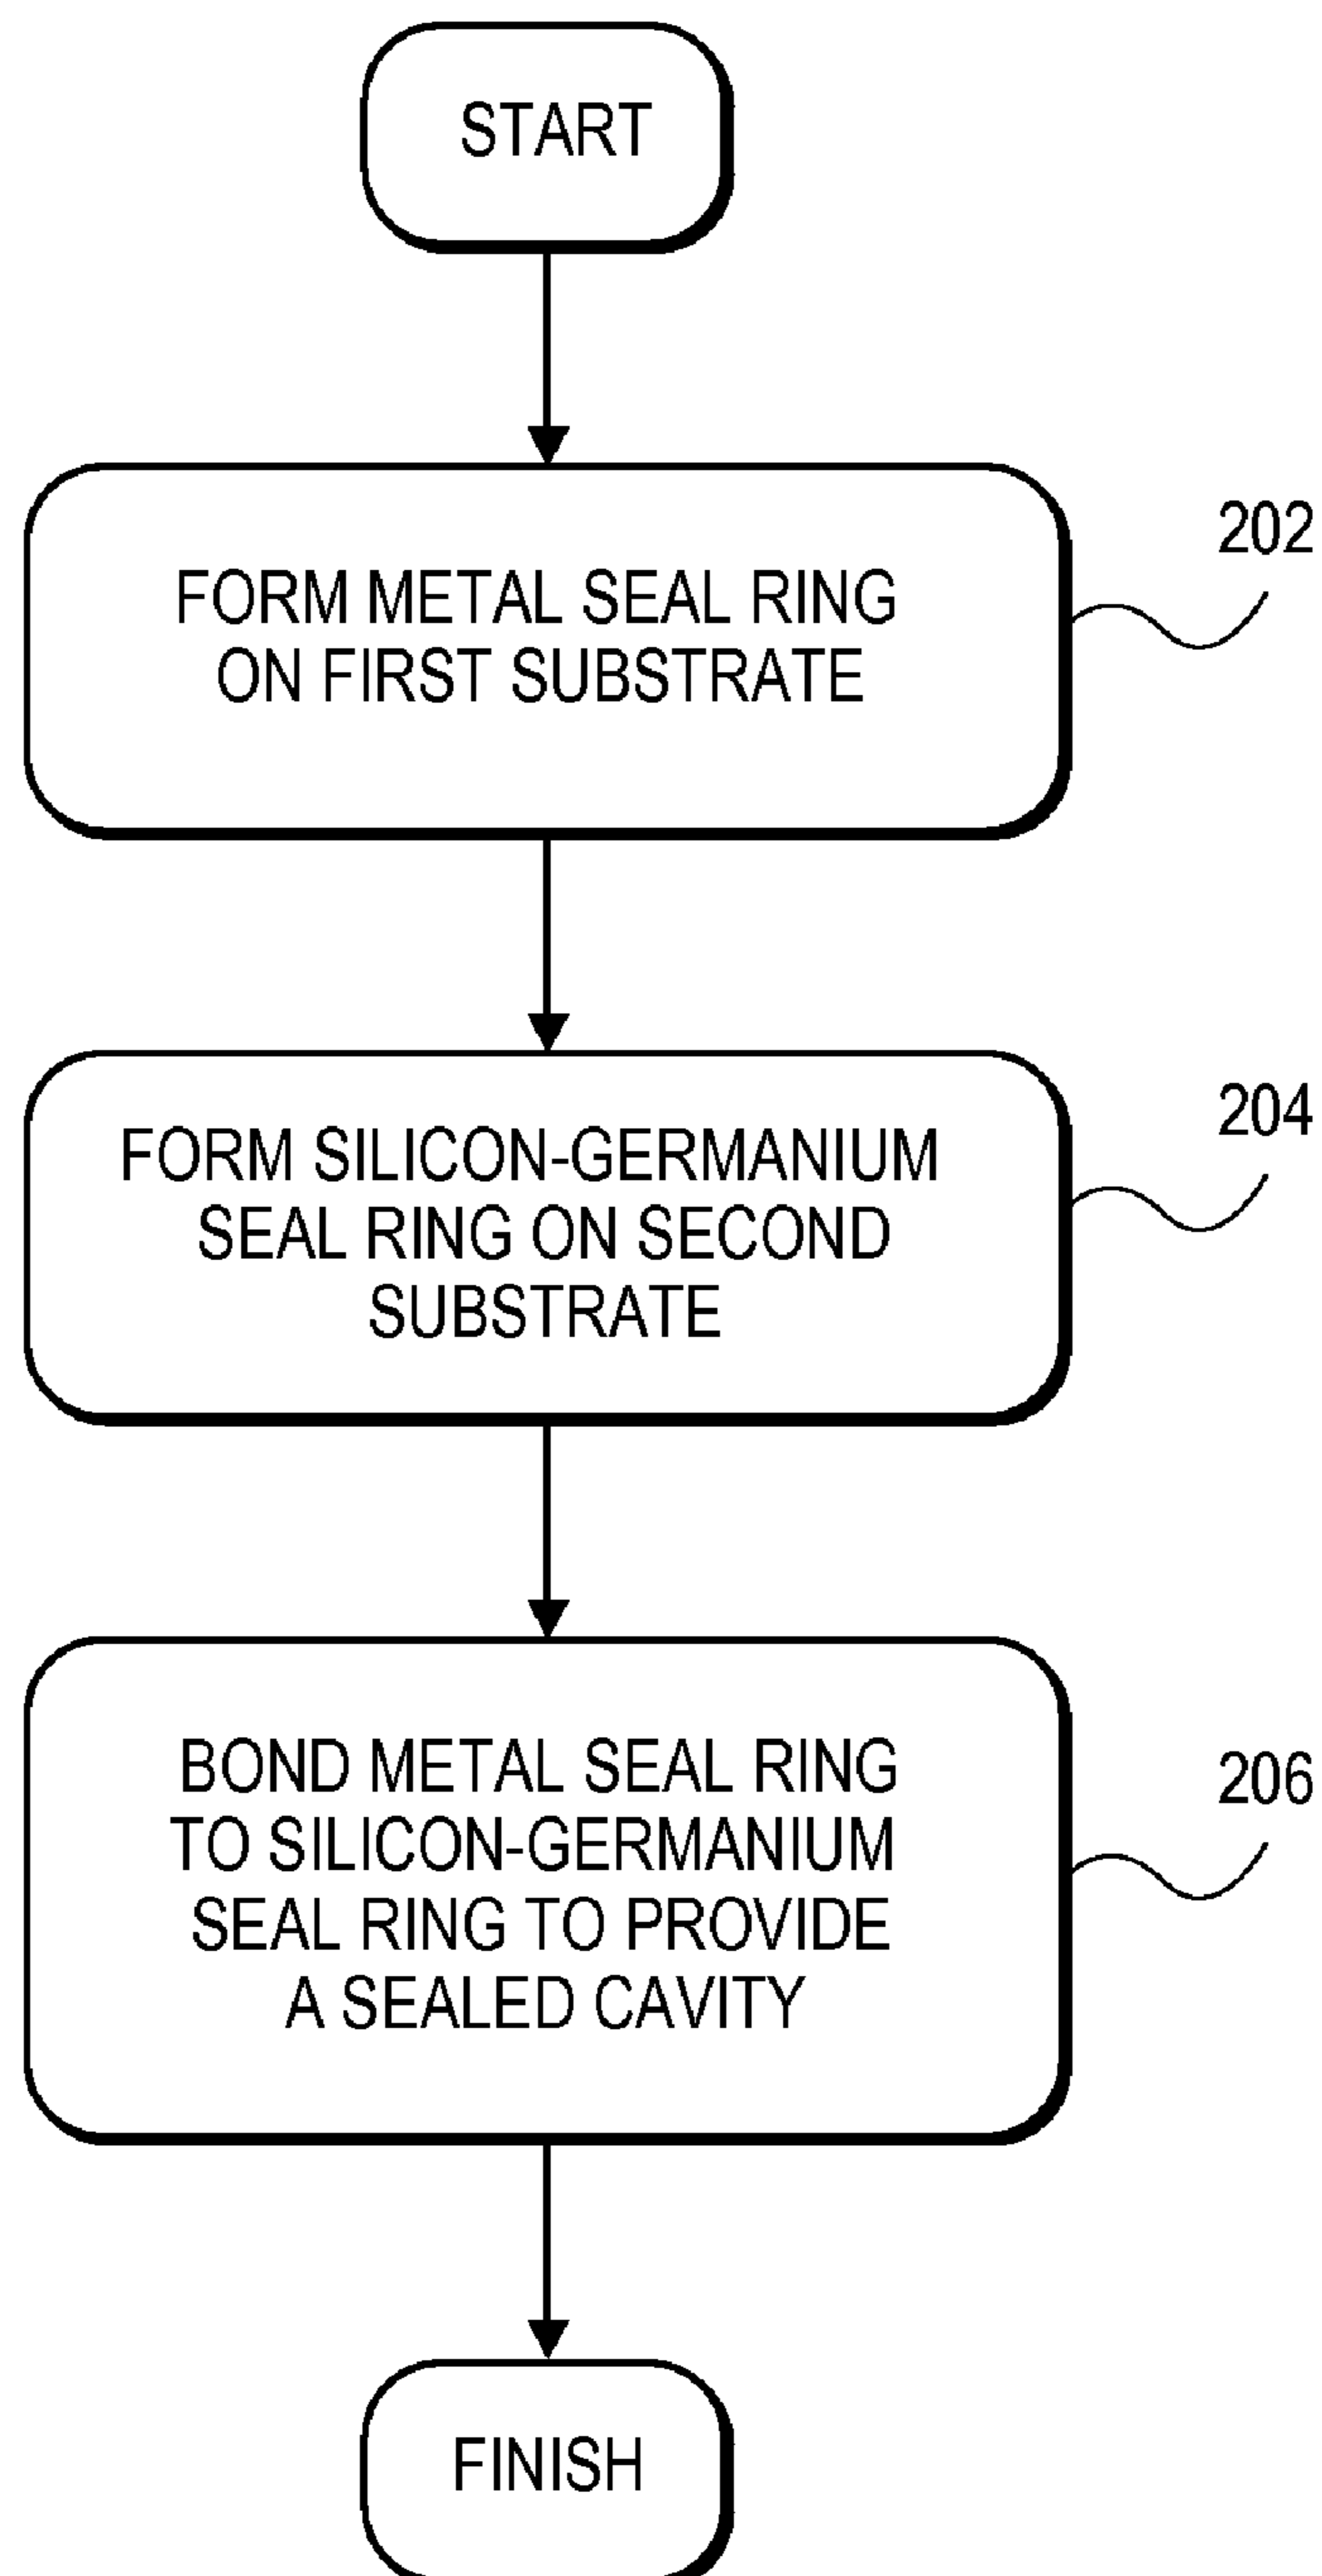 START
FORM METAL SEAL RING
ON FIRST SUBSTRATE
202
FORM SILICON-GERMANIUM
SEAL RING ON SECOND
SUBSTRATE
204
BOND METAL SEAL RING
TO SILICON-GERMANIUM
SEAL RING TO PROVIDE
A SEALED CAVITY
206
FINISH